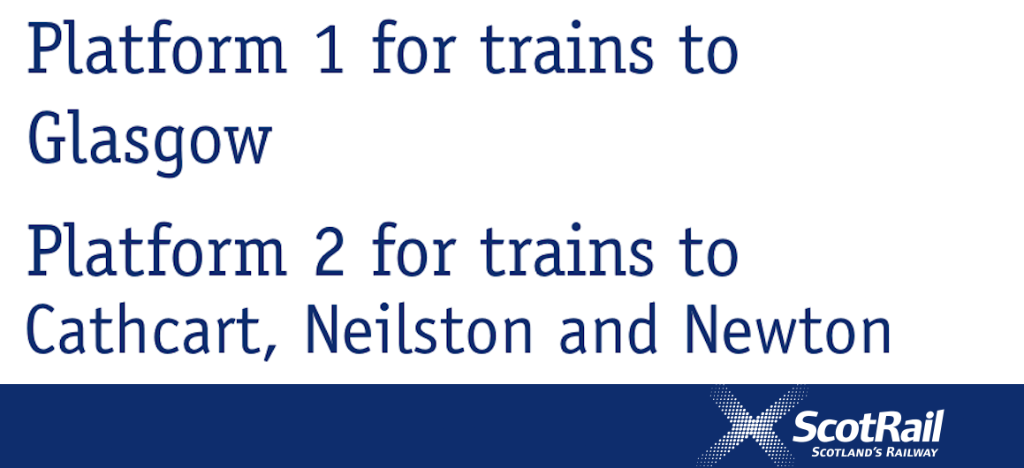 Platform 1 for trains to
Glasgow
Platform 2 for trains to
Cathcart, Neilston and Newton
ScotRail
SCOTLAND'S RAILWAY